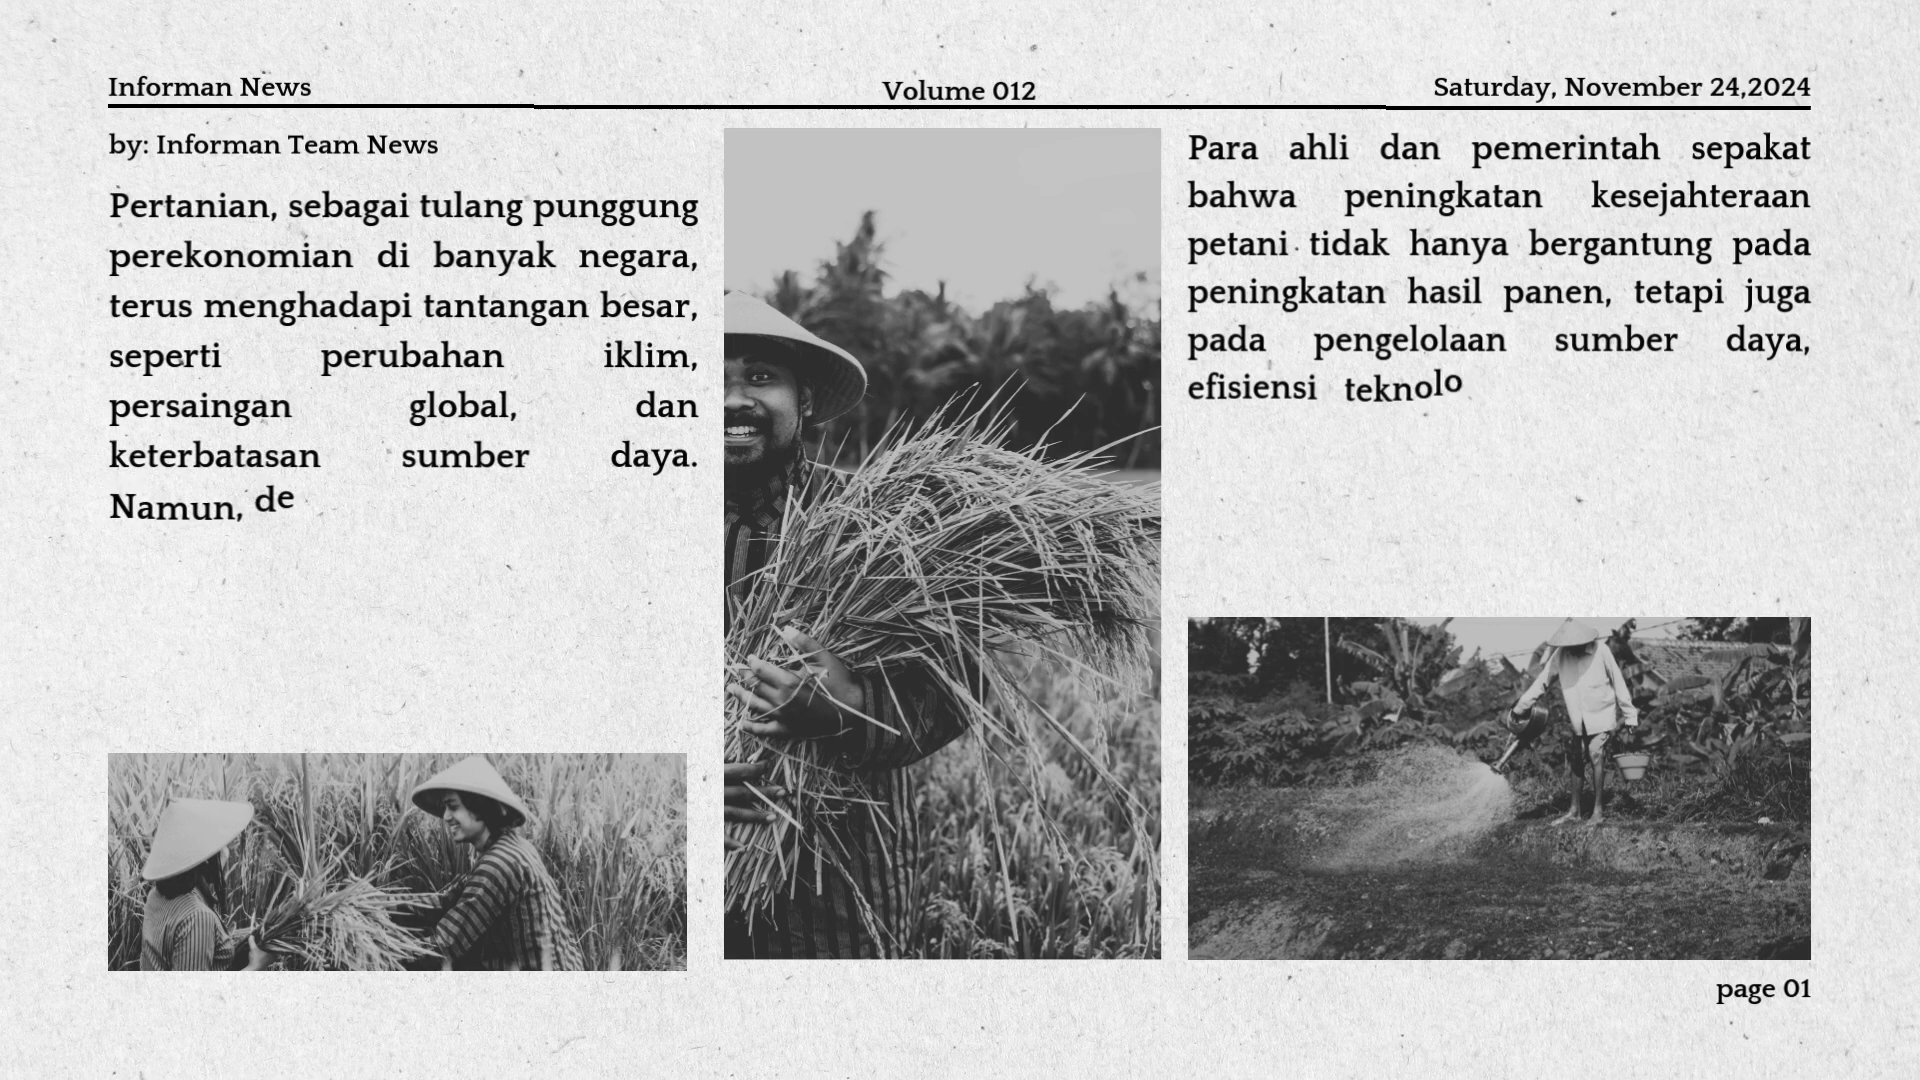 Informan News
Volume 012
Saturday, November 24,2024
by: Informan Team News
Pertanian, sebagai tulang punggung
perekonomian di banyak negara,
terus menghadapi tantangan besar,
seperti perubahan iklim,
persaingan global, dan
keterbatasan sumber daya.
Namun, de
Para ahli dan pemerintah sepakat
bahwa peningkatan kesejahteraan
petani tidak hanya bergantung pada
peningkatan hasil panen, tetapi juga
pada pengelolaan sumber daya,
efisiensi teknolo
page 01